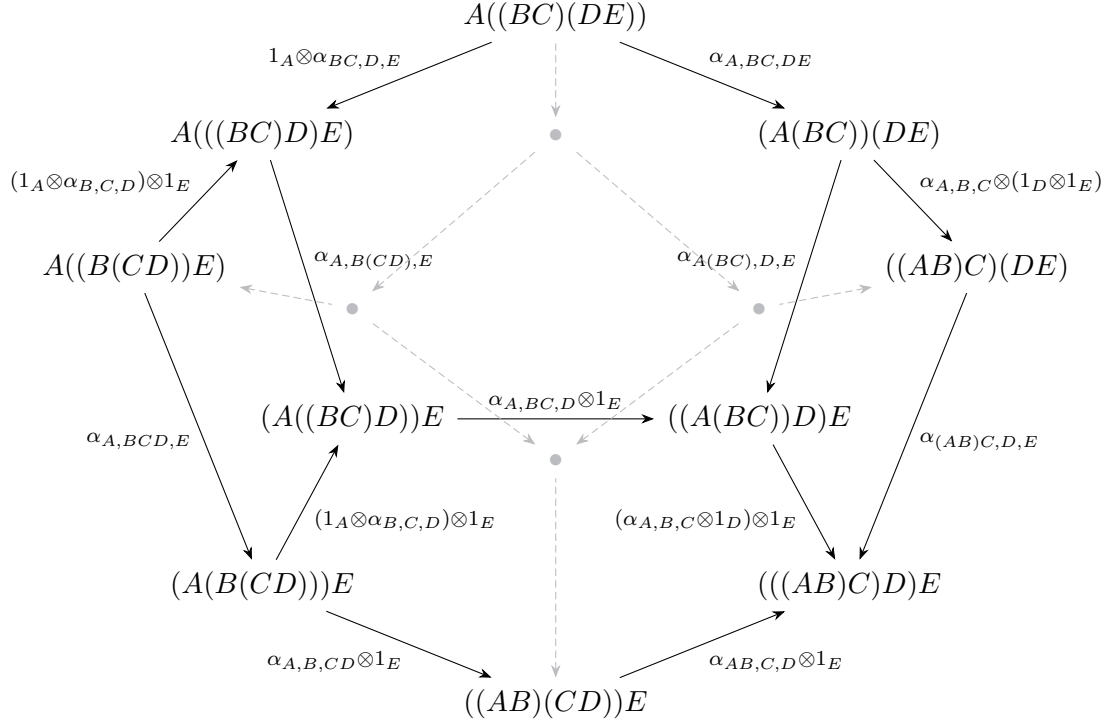 A((BC)(DE))
1_A⊗α_{BC,D,E}
α_{A,BC,DE}
A(((BC)D)E)
(A(BC))(DE)
(1_A⊗α_{B,C,D})⊗1_E
α_{A,B,C}⊗(1_D⊗1_E)
A((B(CD))E)
α_{A,B(CD),E}
α_{A(BC),D,E}
((AB)C)(DE)
α_{A,BCD,E}
(A((BC)D))E
α_{A,BC,D}⊗1_E
((A(BC))D)E
α_{(AB)C,D,E}
(1_A⊗α_{B,C,D})⊗1_E
(α_{A,B,C}⊗1_D)⊗1_E
(A(B(CD)))E
(((AB)C)D)E
α_{A,B,CD}⊗1_E
α_{AB,C,D}⊗1_E
((AB)(CD))E